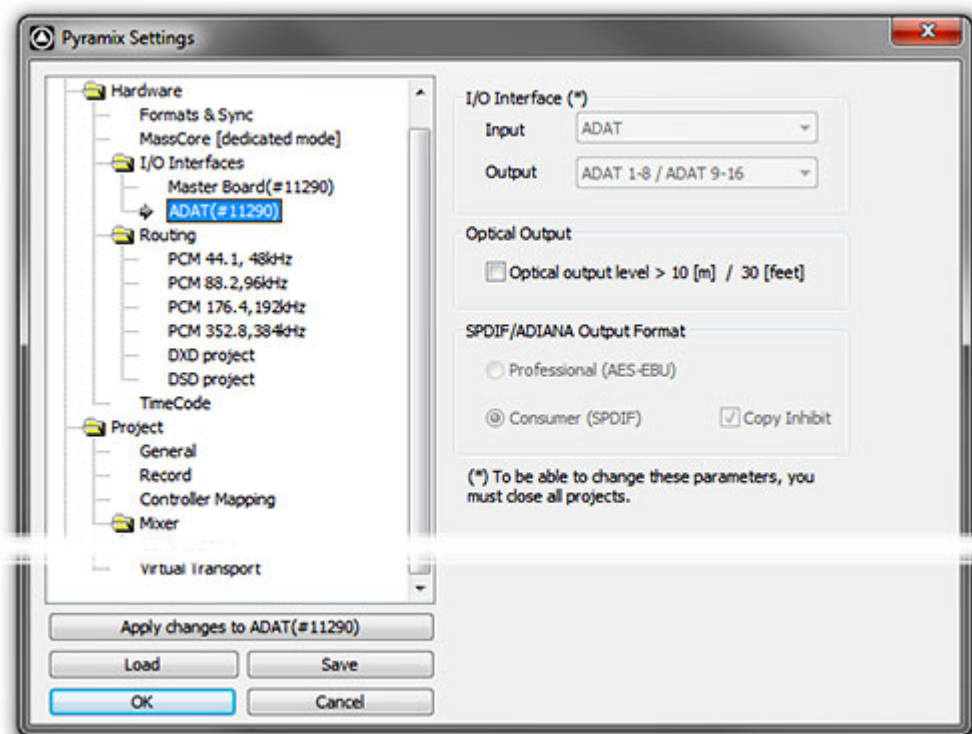 Pyramix Settings
Hardware
Formats & Sync
MassCore [dedicated mode]
I/O Interfaces
Master Board(#11290)
ADAT(#11290)
Routing
PCM 44.1, 48kHz
PCM 88.2,96kHz
PCM 176.4,192kHz
PCM 352.8,384kHz
DXD project
DSD project
TimeCode
Project
General
Record
Controller Mapping
Mixer
Virtual Transport
Apply changes to ADAT(#11290)
Load
Save
OK
Cancel
I/O Interface (*)
Input
ADAT
Output
ADAT 1-8 / ADAT 9-16
Optical Output
Optical output level > 10 [m] / 30 [feet]
SPDIF/ADIANA Output Format
Professional (AES-EBU)
Consumer (SPDIF)
Copy Inhibit
(*) To be able to change these parameters, you
must close all projects.